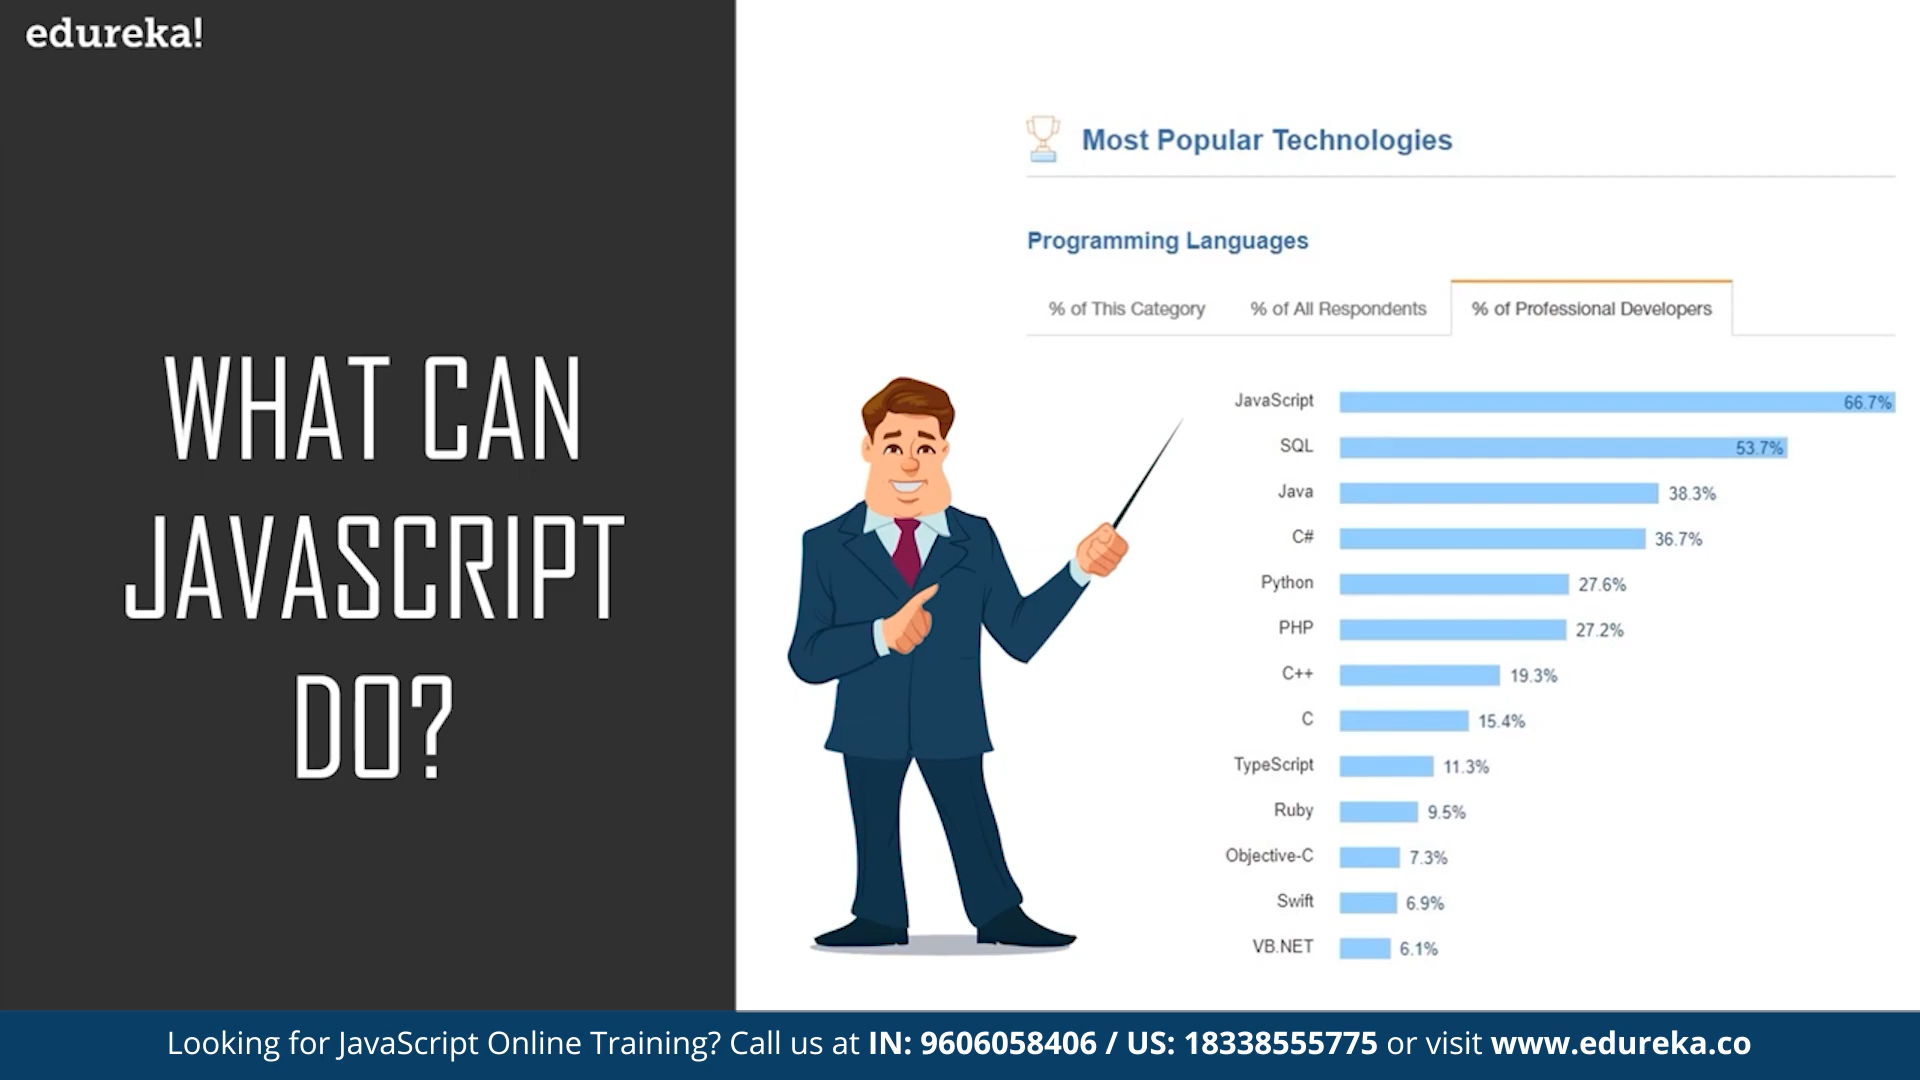 edureka!
WHAT CAN
JAVASCRIPT
DO?
Most Popular Technologies
Programming Languages
% of This Category % of All Respondents % of Professional Developers
JavaScript 66.7%
SQL 53.7%
Java 38.3%
C# 36.7%
Python 27.6%
PHP 27.2%
C++ 19.3%
C 15.4%
TypeScript 11.3%
Ruby 9.5%
Objective-C 7.3%
Swift 6.9%
VB.NET 6.1%
Looking for JavaScript Online Training? Call us at IN: 9606058406 / US: 18338555775 or visit www.edureka.co